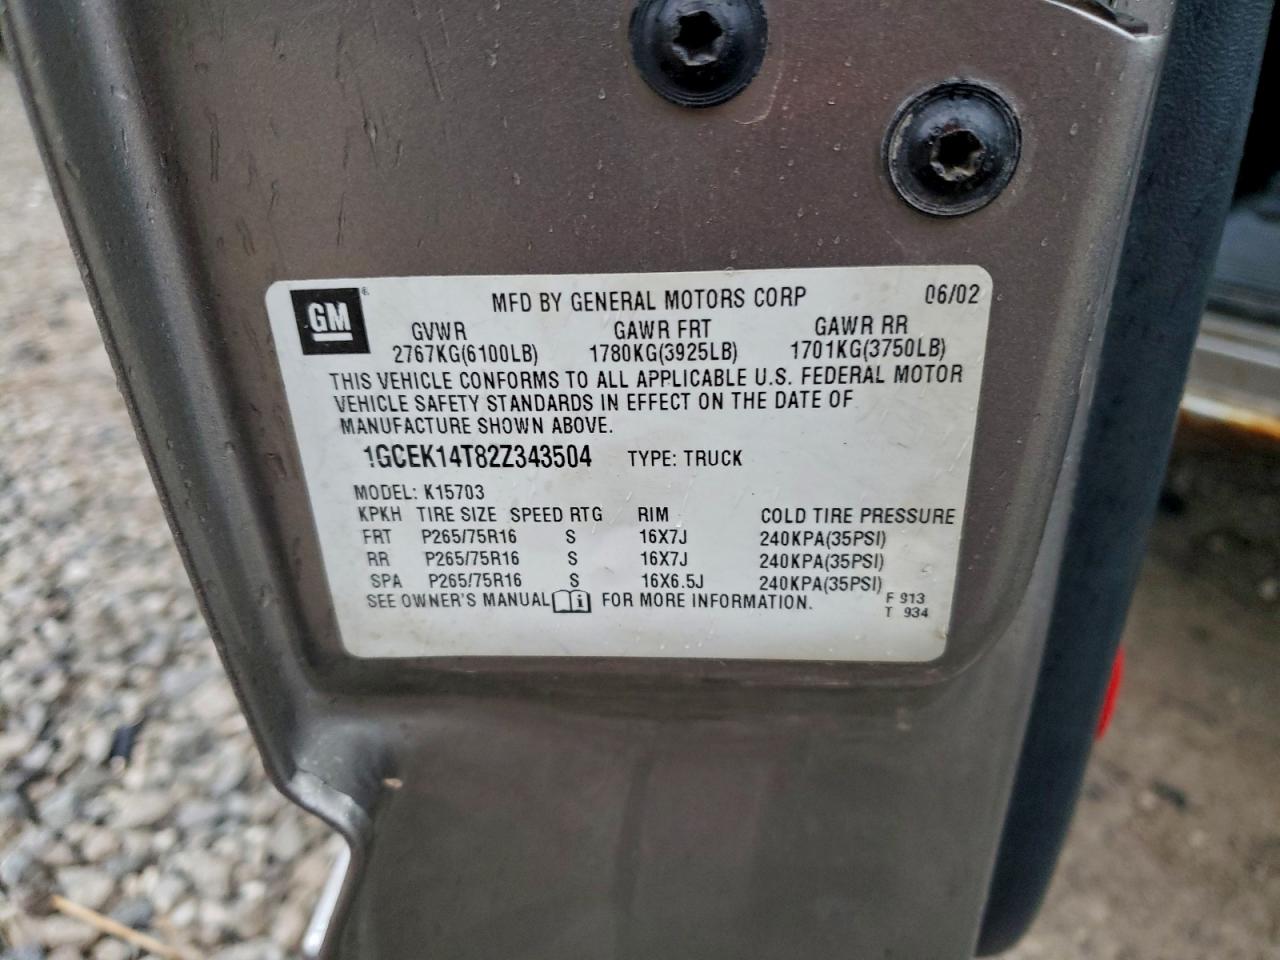 GM ® MFD BY GENERAL MOTORS CORP 06/02
GVWR GAWR FRT GAWR RR
2767KG(6100LB) 1780KG(3925LB) 1701KG(3750LB)
THIS VEHICLE CONFORMS TO ALL APPLICABLE U.S. FEDERAL MOTOR
VEHICLE SAFETY STANDARDS IN EFFECT ON THE DATE OF
MANUFACTURE SHOWN ABOVE.
1GCEK14T82Z343504 TYPE: TRUCK
MODEL: K15703
KPKH TIRE SIZE SPEED RTG RIM COLD TIRE PRESSURE
FRT P265/75R16 S 16X7J 240KPA(35PSI)
RR P265/75R16 S 16X7J 240KPA(35PSI)
SPA P265/75R16 S 16X6.5J 240KPA(35PSI)
SEE OWNER'S MANUAL i FOR MORE INFORMATION. F 913
T 934